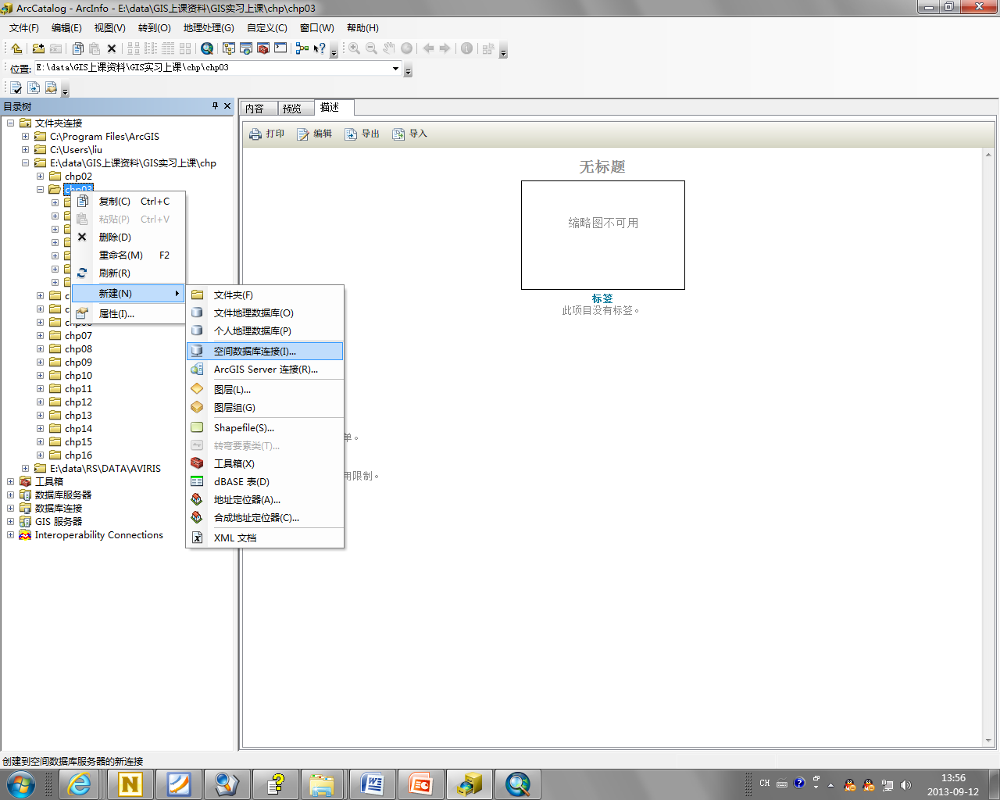 ArcCatalog - ArcInfo - E:\data\GIS上课资料\GIS实习上课\chp\chp03
文件(F) 编辑(E) 视图(V) 转到(O) 地理处理(G) 自定义(C) 窗口(W) 帮助(H)
位置: E:\data\GIS上课资料\GIS实习上课\chp\chp03
目录树
内容 预览 描述
打印 编辑 导出 导入
文件夹连接
C:\Program Files\ArcGIS
C:\Users\liu
E:\data\GIS上课资料\GIS实习上课\chp
chp02
chp03
复制(C) Ctrl+C
粘贴(P) Ctrl+V
删除(D)
重命名(M) F2
刷新(R)
新建(N)
属性(I)...
文件夹(F)
文件地理数据库(O)
个人地理数据库(P)
空间数据库连接(I)...
ArcGIS Server 连接(R)...
图层(L)...
图层组(G)
Shapefile(S)...
转弯要素类(T)...
工具箱(X)
dBASE 表(D)
地址定位器(A)...
合成地址定位器(C)...
XML 文档
chp07
chp08
chp09
chp10
chp11
chp12
chp13
chp14
chp15
chp16
E:\data\RS\DATA\AVIRIS
工具箱
数据库服务器
数据库连接
GIS 服务器
Interoperability Connections
无标题
缩略图不可用
标签
此项目没有标签。
单。
用限制。
创建到空间数据库服务器的新连接
CH
13:56
2013-09-12